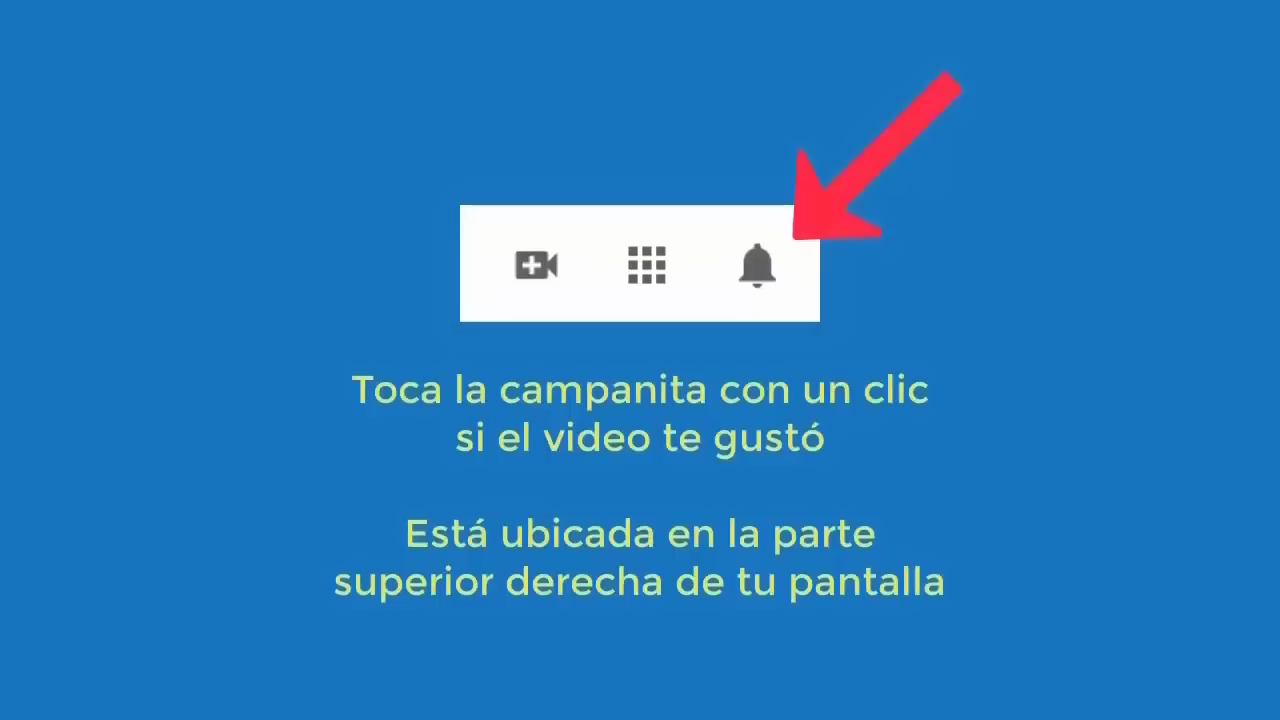 Toca la campanita con un clic
si el video te gustó
Está ubicada en la parte
superior derecha de tu pantalla